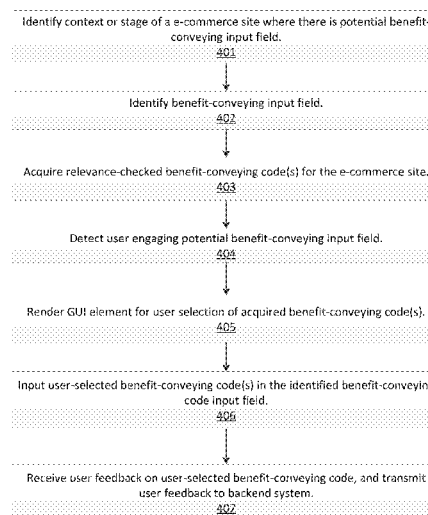 Identify context or stage of a e-commerce site where there is potential benefit-
conveying input field.
401
Identify benefit-conveying input field.
402
Acquire relevance-checked benefit-conveying code(s) for the e-commerce site.
403
Detect user engaging potential benefit-conveying input field.
404
Render GUI element for user selection of acquired benefit-conveying code(s).
405
Input user-selected benefit-conveying code(s) in the identified benefit-conveyin
code input field.
406
Receive user feedback on user-selected benefit-conveying code, and transmit
user feedback to backend system.
407